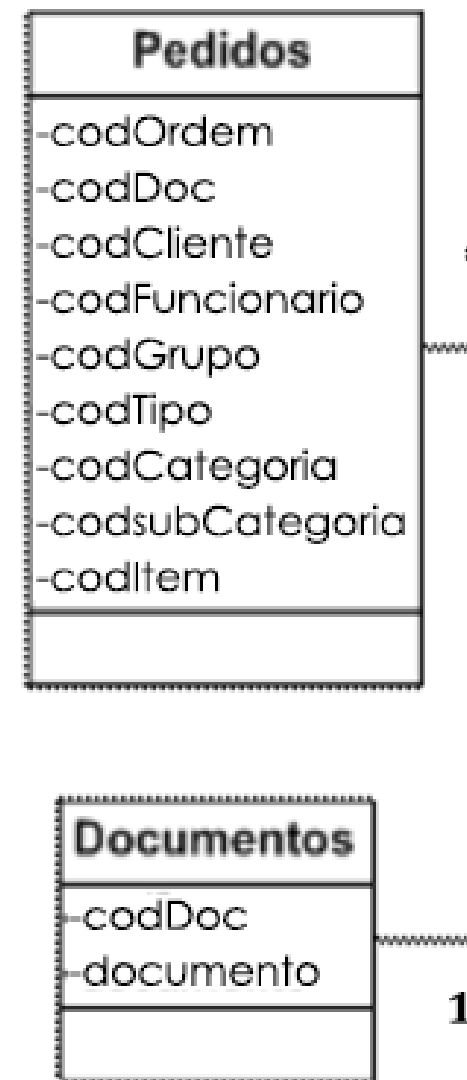 Pedidos
-codOrdem
-codDoc
-codCliente
-codFuncionario
-codGrupo
-codTipo
-codCategoria
-codsubCategoria
-codItem
Documentos
-codDoc
-documento
1